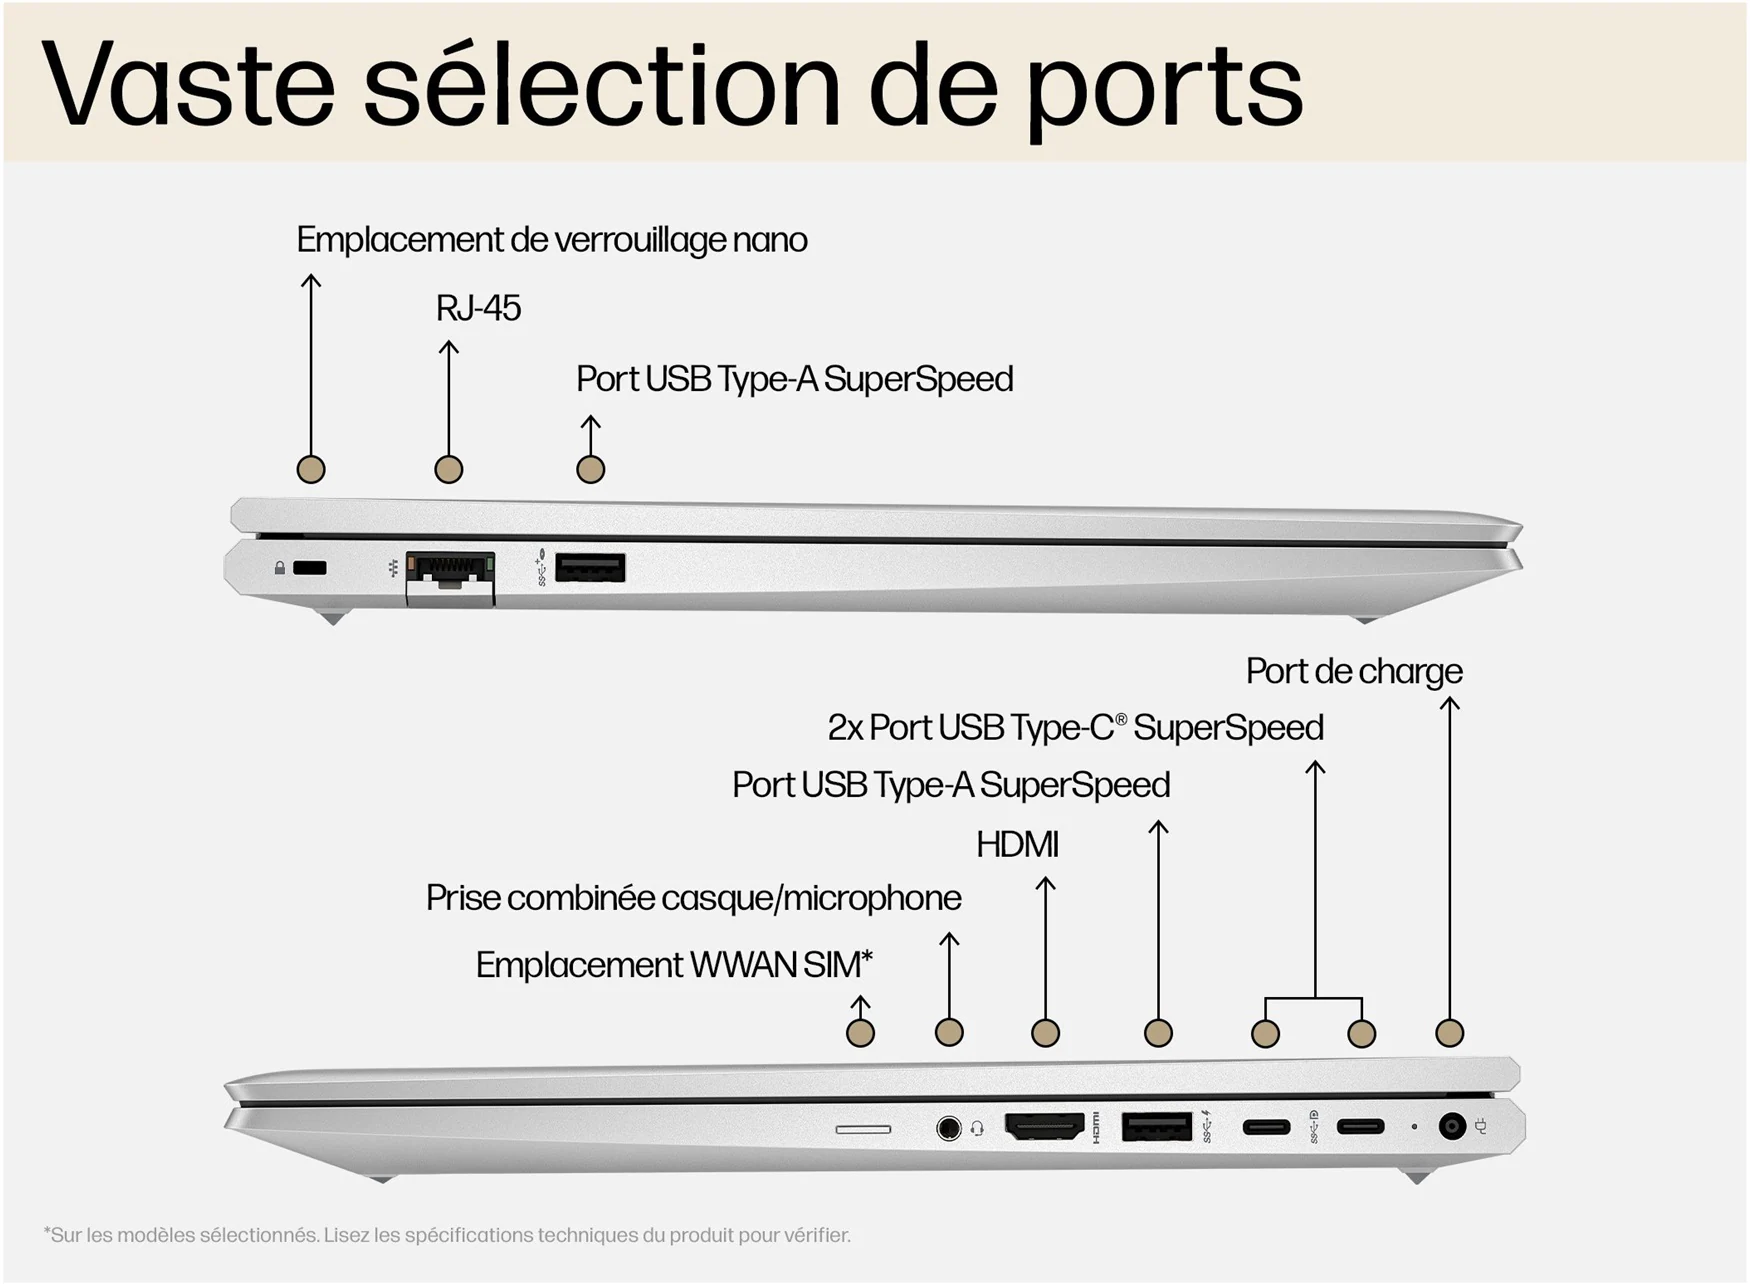 Vaste sélection de ports
Emplacement de verrouillage nano
RJ-45
Port USB Type-A SuperSpeed
Port de charge
2x Port USB Type-C® SuperSpeed
Port USB Type-A SuperSpeed
HDMI
Prise combinée casque/microphone
Emplacement WWAN SIM*
HDMI
*Sur les modèles sélectionnés. Lisez les spécifications techniques du produit pour vérifier.